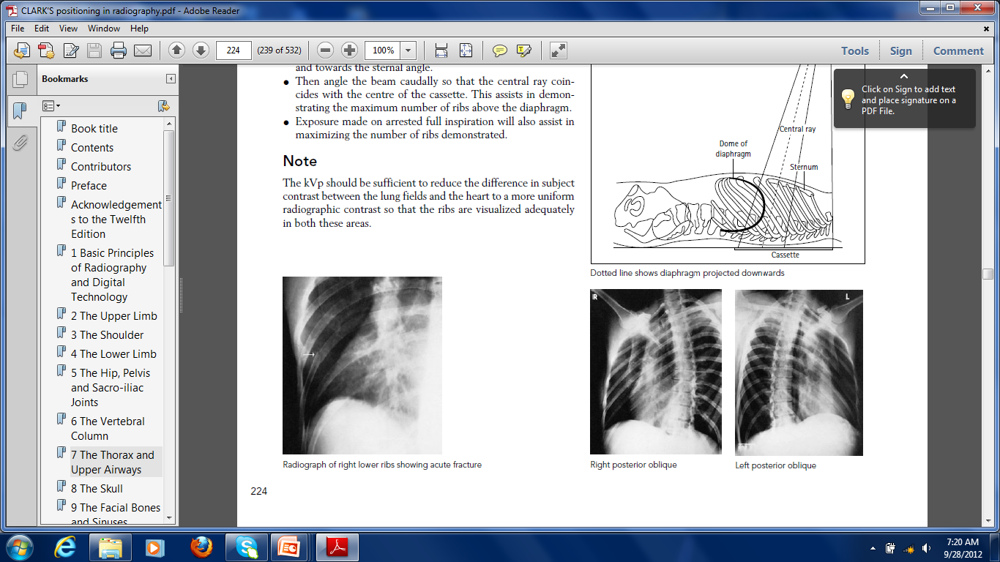 CLARK'S positioning in radiography.pdf - Adobe Reader
File Edit View Window Help
224 (239 of 532) 100% Tools Sign Comment
Bookmarks
Book title
Contents
Contributors
Preface
Acknowledgement
s to the Twelfth
Edition
1 Basic Principles
of Radiography
and Digital
Technology
2 The Upper Limb
3 The Shoulder
4 The Lower Limb
5 The Hip, Pelvis
and Sacro-iliac
Joints
6 The Vertebral
Column
7 The Thorax and
Upper Airways
8 The Skull
9 The Facial Bones
and Sinuses
and towards the sternal angle.
● Then angle the beam caudally so that the central ray coin-
cides with the centre of the cassette. This assists in demon-
strating the maximum number of ribs above the diaphragm.
● Exposure made on arrested full inspiration will also assist in
maximizing the number of ribs demonstrated.
Note
The kVp should be sufficient to reduce the difference in subject
contrast between the lung fields and the heart to a more uniform
radiographic contrast so that the ribs are visualized adequately
in both these areas.
Radiograph of right lower ribs showing acute fracture
224
Central ray
Dome of
diaphragm
Sternum
Cassette
Dotted line shows diaphragm projected downwards
R
L
Right posterior oblique
Left posterior oblique
Click on Sign to add text
and place signature on a
PDF File.
7:20 AM
9/28/2012